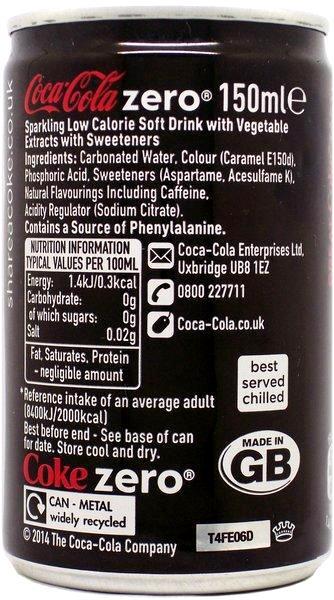 Coca-Cola zero® 150ml℮
Sparkling Low Calorie Soft Drink with Vegetable
Extracts with Sweeteners
Ingredients: Carbonated Water, Colour (Caramel E150d),
Phosphoric Acid, Sweeteners (Aspartame, Acesulfame K),
Natural Flavourings Including Caffeine,
Acidity Regulator (Sodium Citrate).
Contains a Source of Phenylalanine.
NUTRITION INFORMATION
TYPICAL VALUES PER 100ML
Energy: 1.4kJ/0.3kcal
Carbohydrate: 0g
of which sugars: 0g
Salt 0.02g
Fat, Saturates, Protein
- negligible amount
Coca-Cola Enterprises Ltd,
Uxbridge UB8 1EZ
0800 227711
Coca-Cola.co.uk
best
served
chilled
*Reference intake of an average adult
(8400kJ/2000kcal)
Best before end - See base of can
for date. Store cool and dry.
MADE IN
GB
Coke zero®
CAN - METAL
widely recycled
T4FE06D
© 2014 The Coca-Cola Company
shareacoke.co.uk